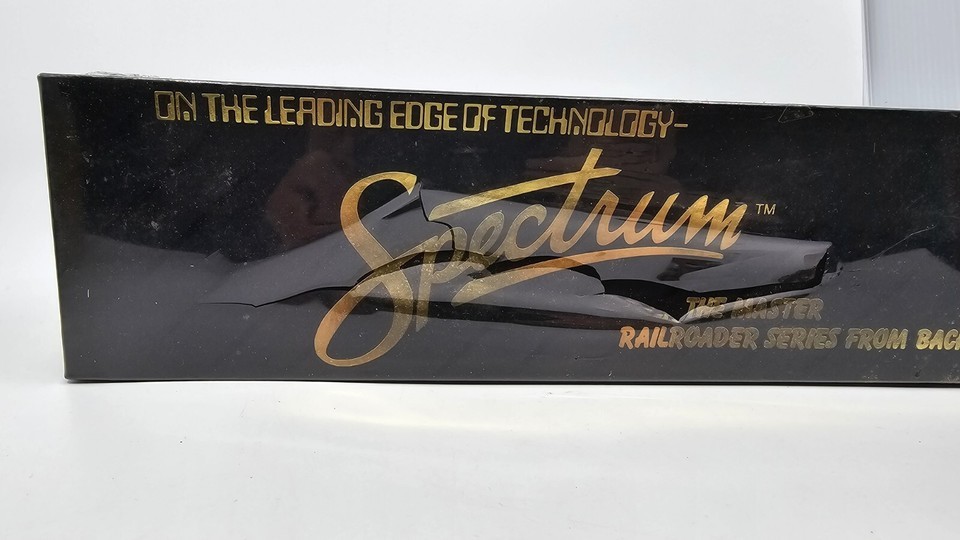 ON THE LEADING EDGE OF TECHNOLOGY-
Spectrum™
THE MASTER
RAILROADER SERIES FROM